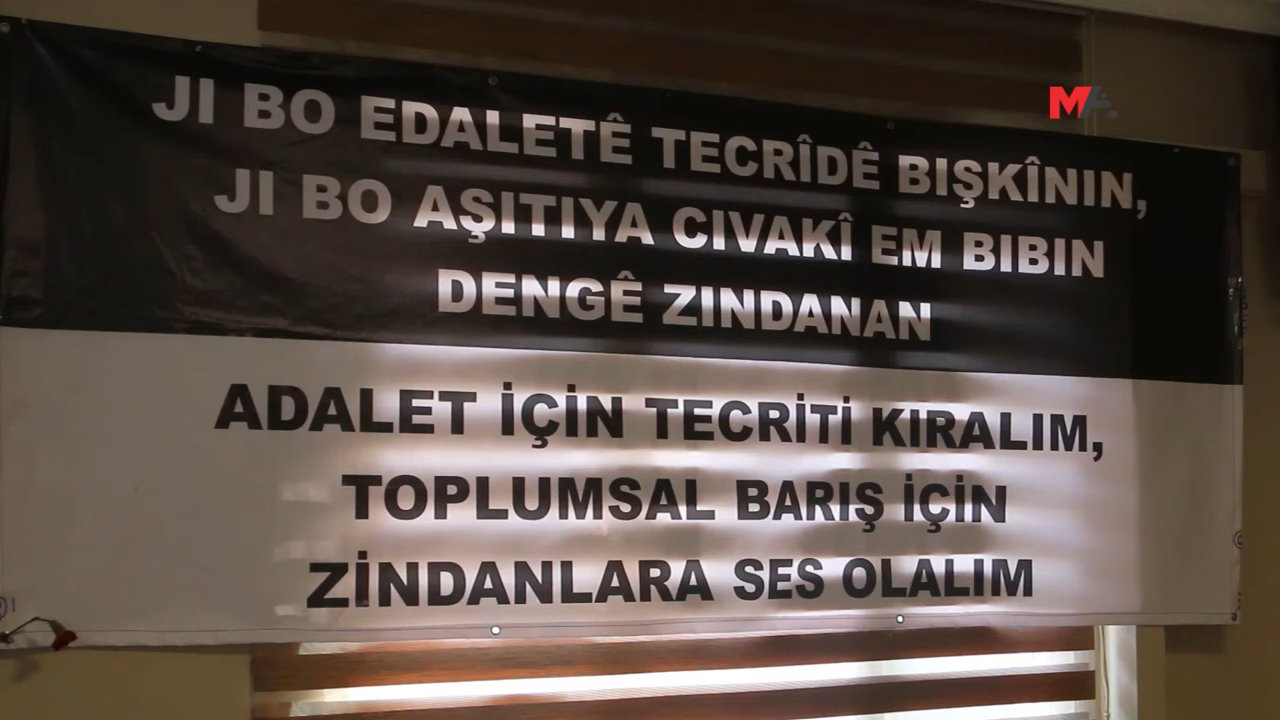 MA
JI BO EDALETÊ TECRÎDÊ BIŞKÎNIN,
JI BO AŞITIYA CIVAKÎ EM BIBIN
DENGÊ ZINDANAN
ADALET İÇİN TECRİTİ KIRALIM,
TOPLUMSAL BARIŞ İÇİN
ZİNDANLARA SES OLALIM